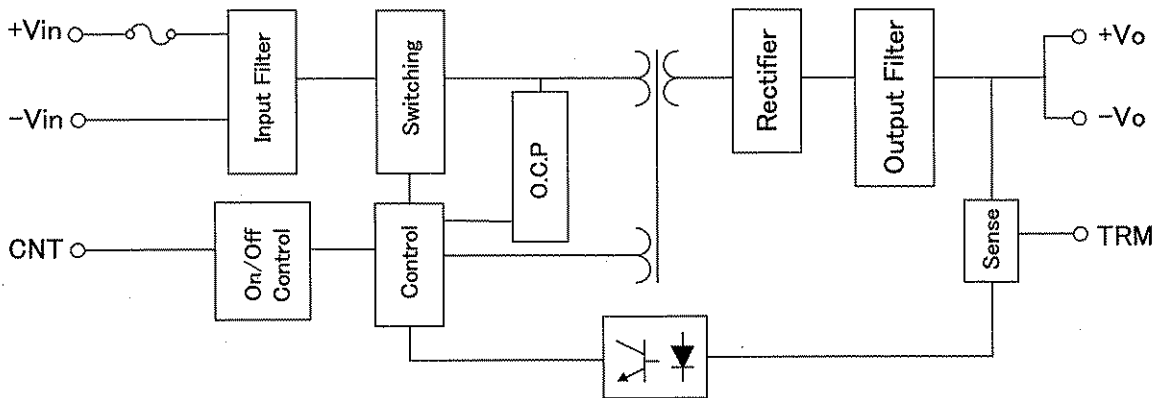 +Vin
-Vin
Input Filter
Switching
O.C.P
Rectifier
Output Filter
+Vo
-Vo
CNT
On/Off
Control
Control
Sense
TRM